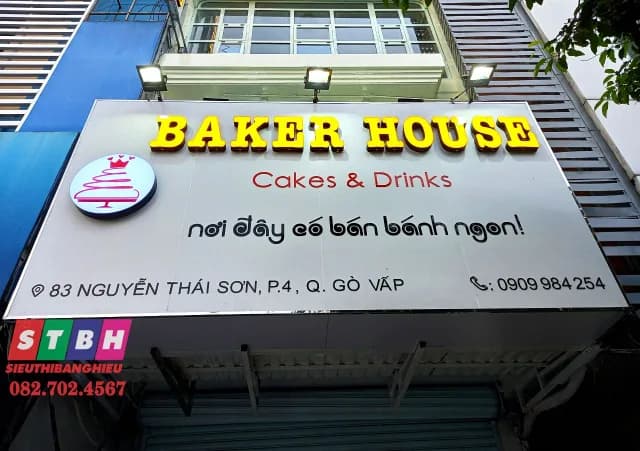 BAKER HOUSE
Cakes & Drinks
nơi đây có bán bánh ngon!
83 NGUYỄN THÁI SƠN, P.4, Q. GÒ VẤP
: 0909 984 254
STBH
SIEUTHIBANGHIEU
082.702.4567